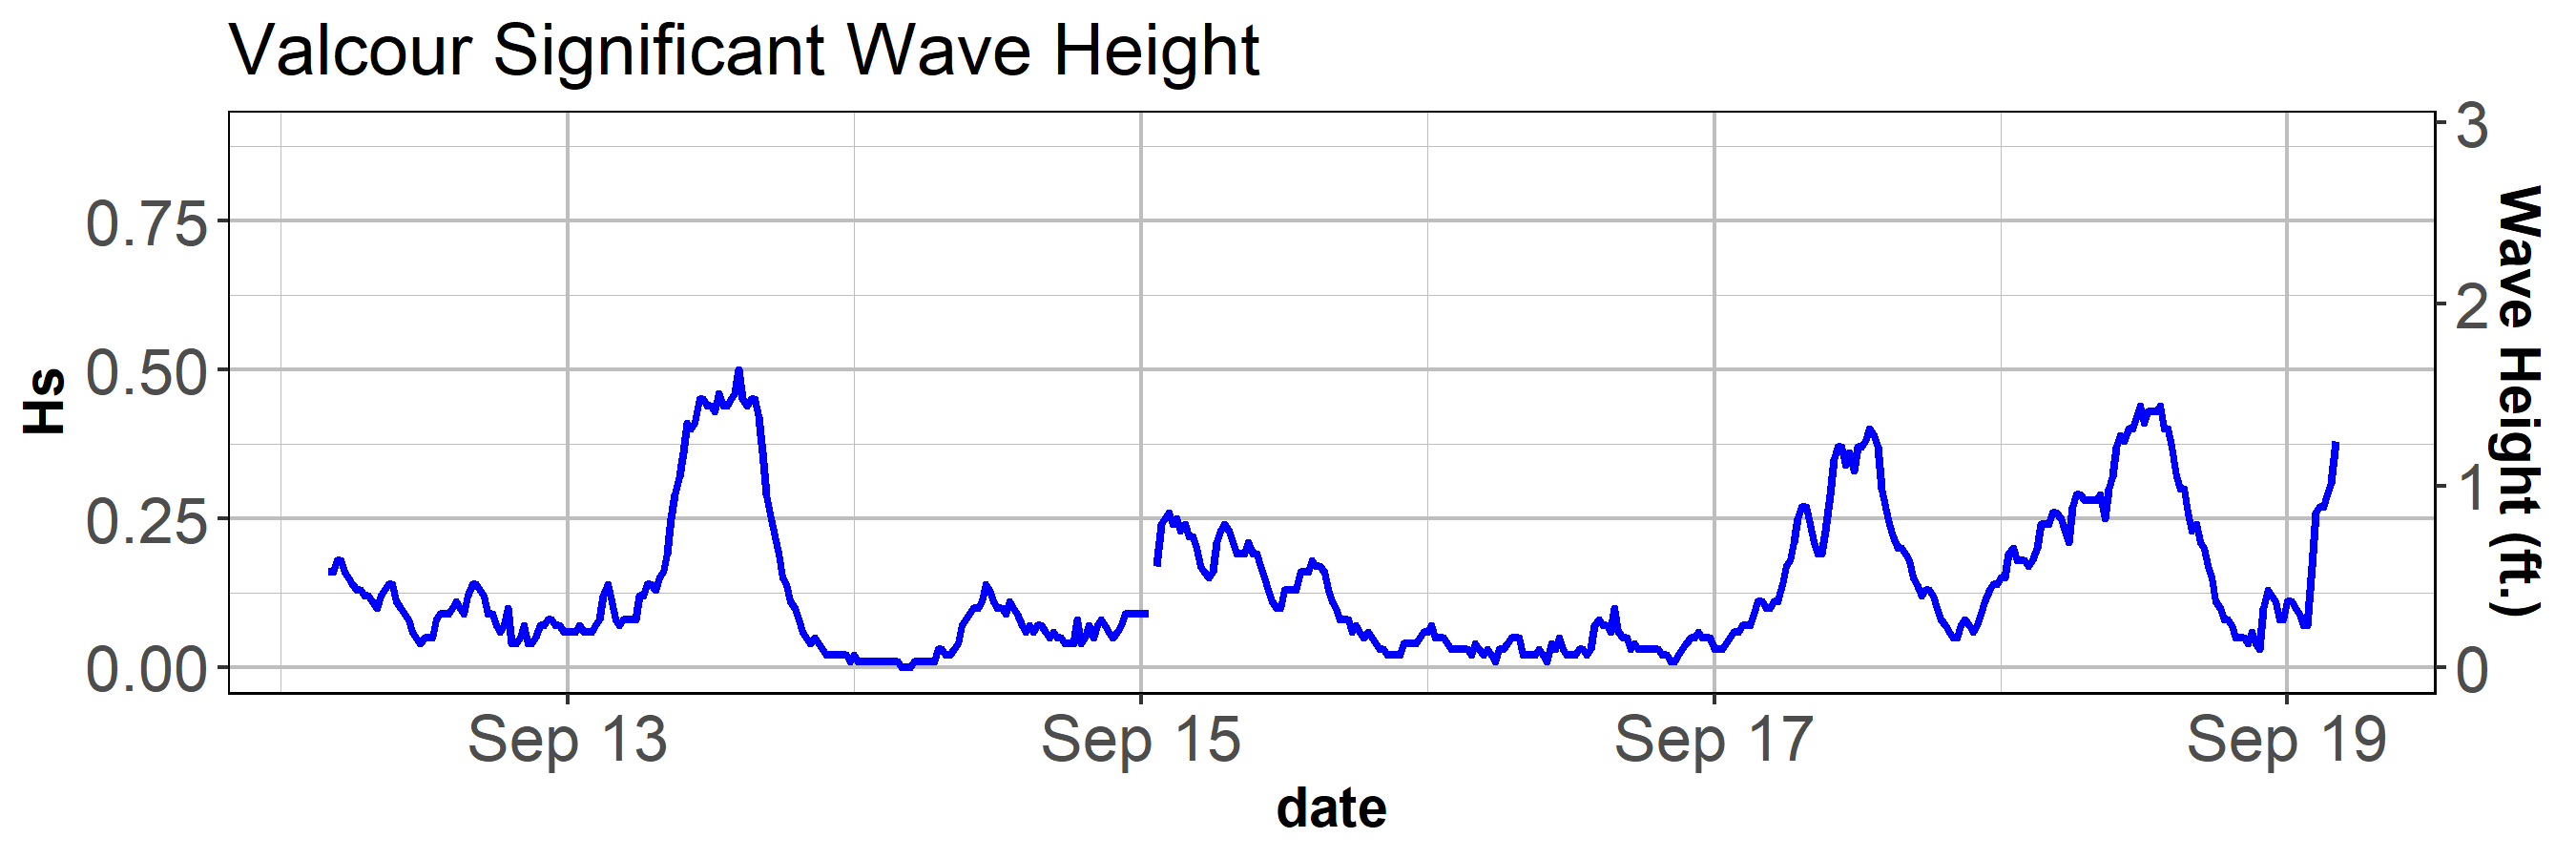 Valcour Significant Wave Height
Hs
0.75
0.50
0.25
0.00
3
2
1
0
Wave Height (ft.)
Sep 13
Sep 15
Sep 17
Sep 19
date